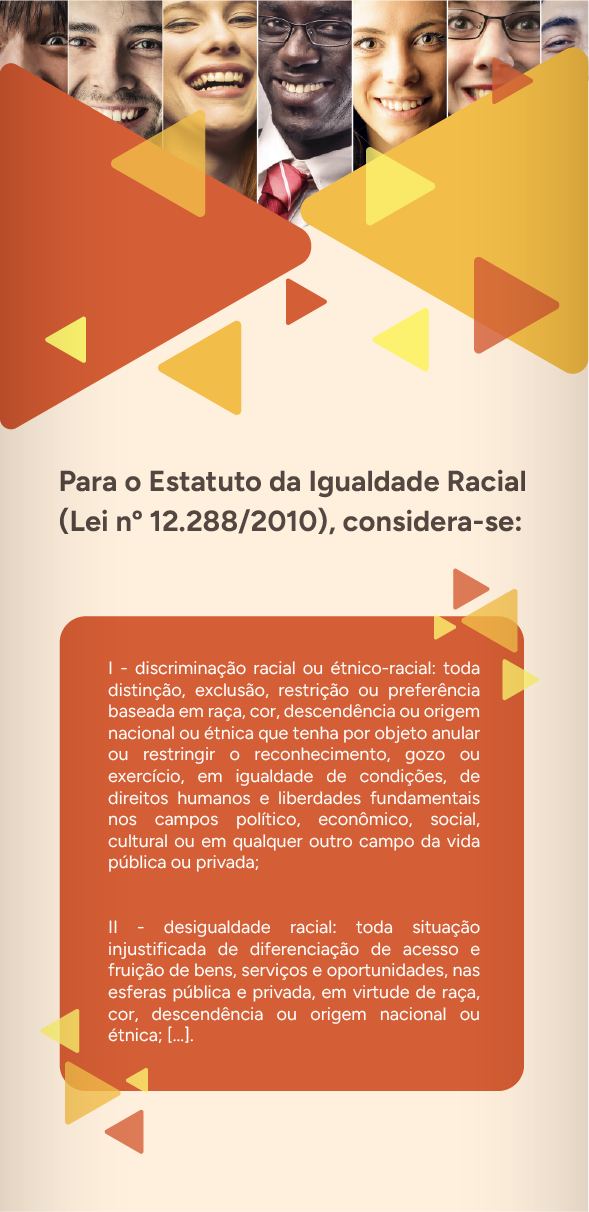 Para o Estatuto da Igualdade Racial
(Lei nº 12.288/2010), considera-se:
I - discriminação racial ou étnico-racial: toda
distinção, exclusão, restrição ou preferência
baseada em raça, cor, descendência ou origem
nacional ou étnica que tenha por objeto anular
ou restringir o reconhecimento, gozo ou
exercício, em igualdade de condições, de
direitos humanos e liberdades fundamentais
nos campos político, econômico, social,
cultural ou em qualquer outro campo da vida
pública ou privada;
II - desigualdade racial: toda situação
injustificada de diferenciação de acesso e
fruição de bens, serviços e oportunidades, nas
esferas pública e privada, em virtude de raça,
cor, descendência ou origem nacional ou
étnica; [...].